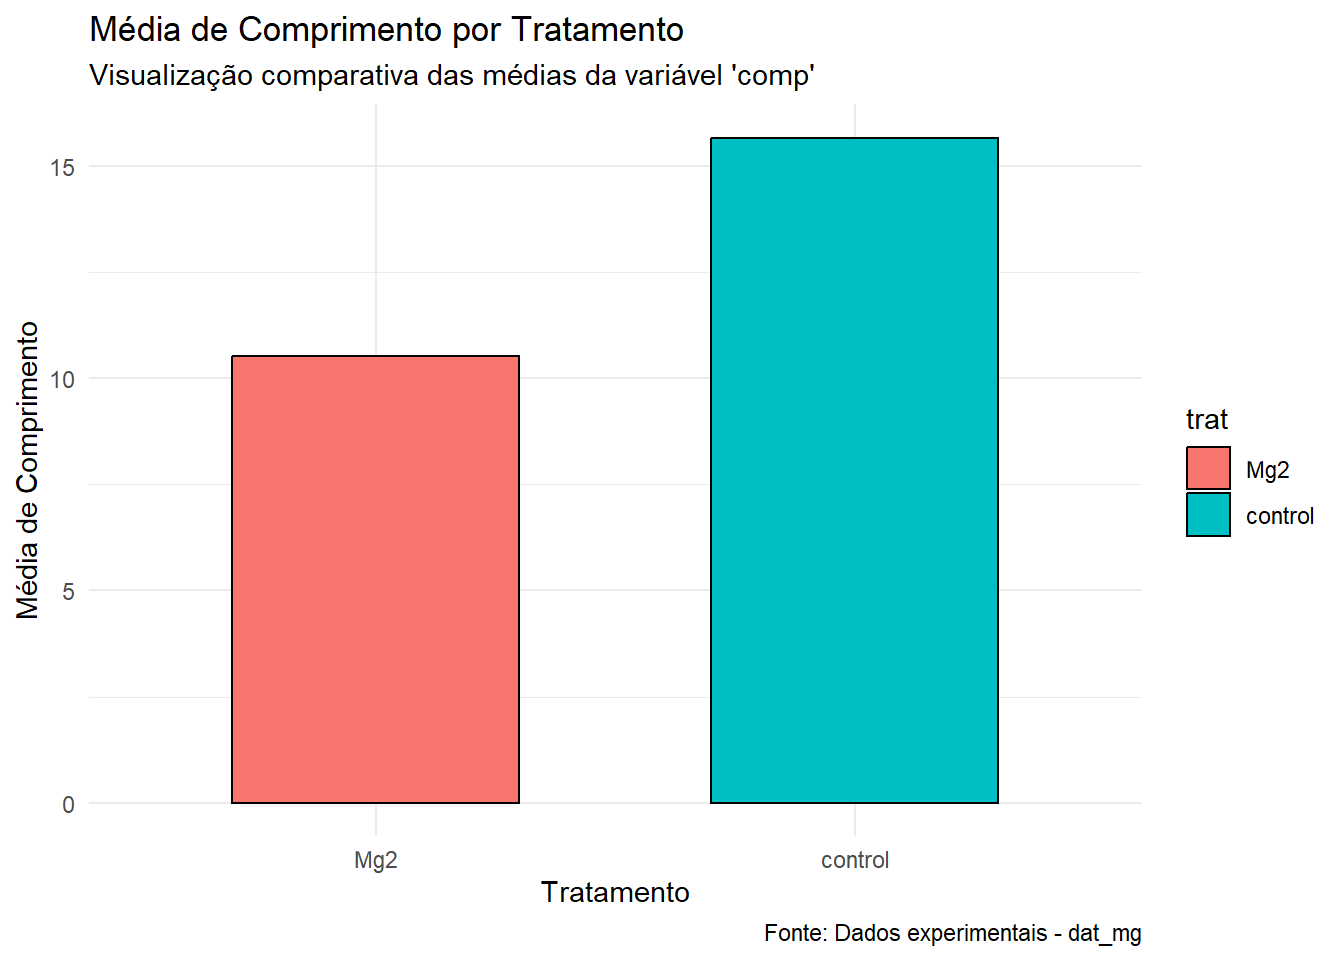 Média de Comprimento por Tratamento
Visualização comparativa das médias da variável 'comp'
Média de Comprimento
15
10
5
0
Mg2
control
Tratamento
trat
Mg2
control
Fonte: Dados experimentais - dat_mg